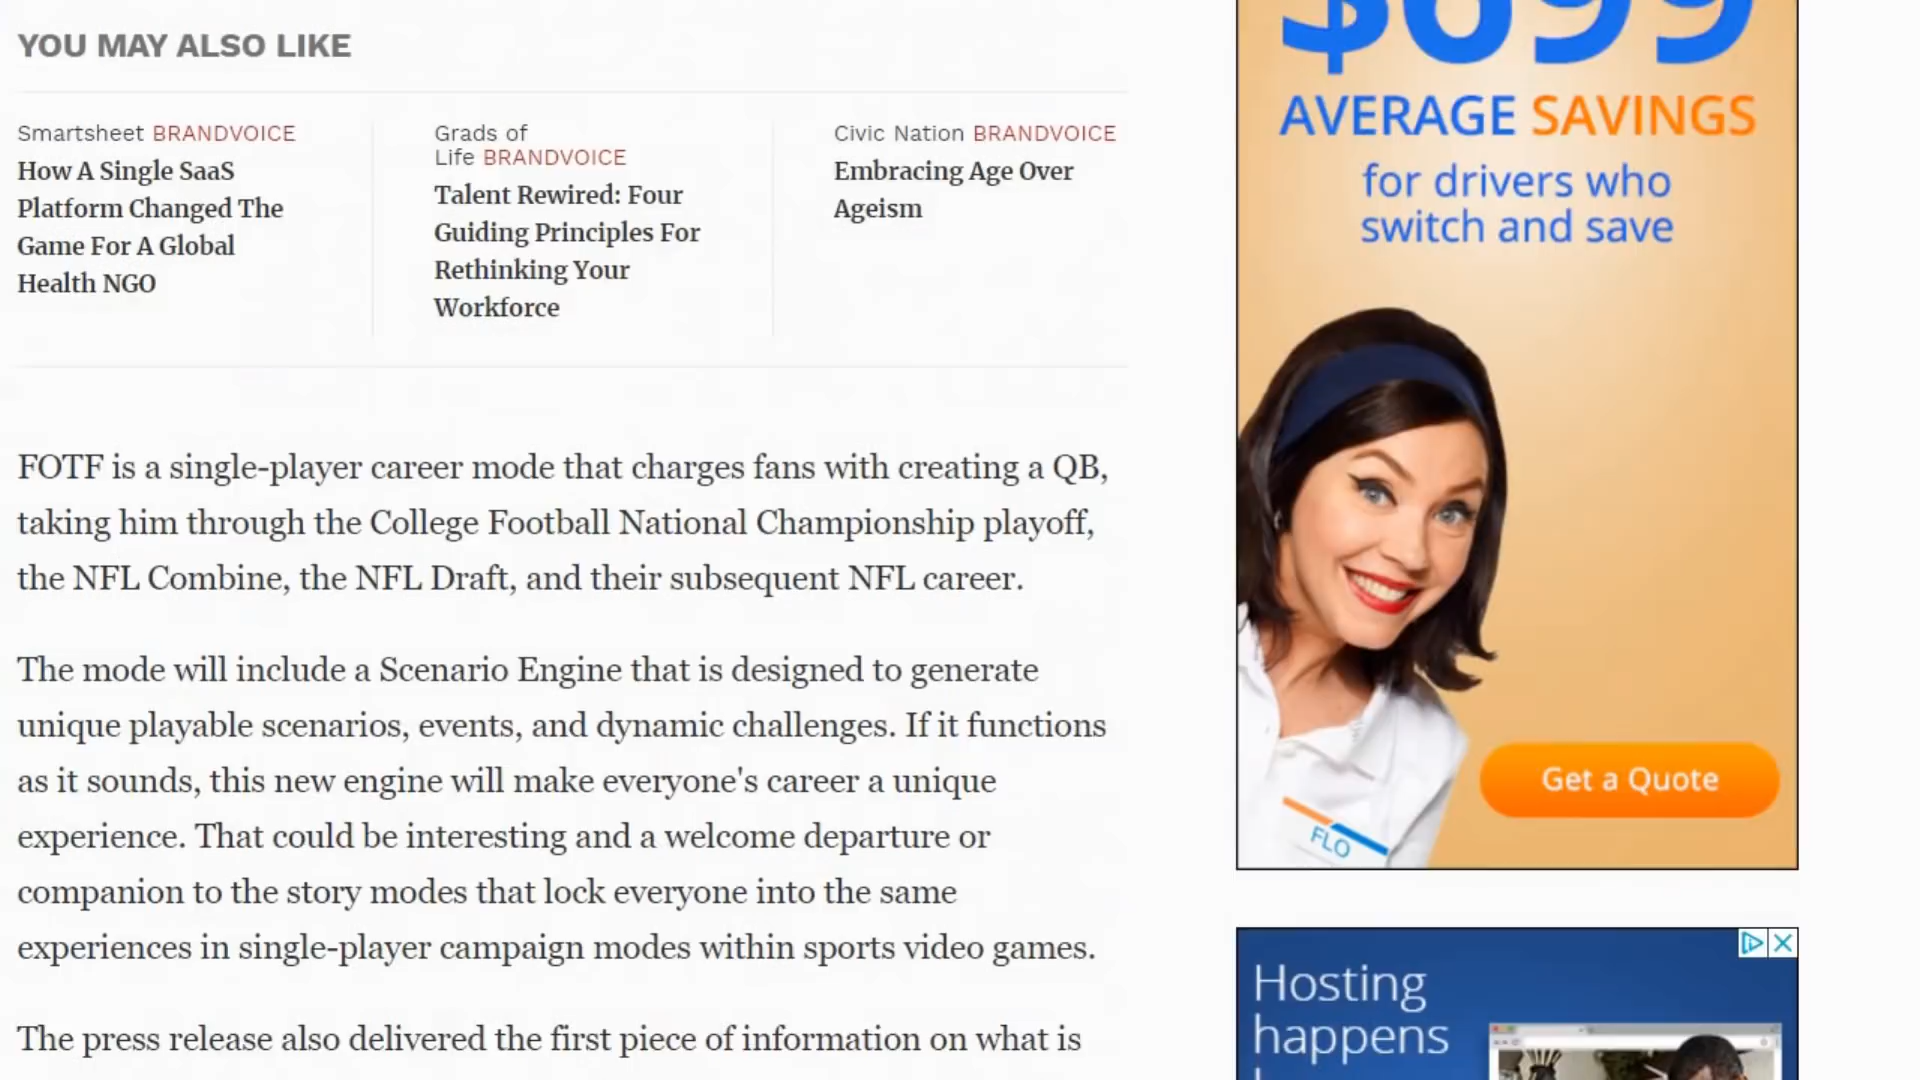 YOU MAY ALSO LIKE
Smartsheet BRANDVOICE
How A Single SaaS
Platform Changed The
Game For A Global
Health NGO
Grads of
Life BRANDVOICE
Talent Rewired: Four
Guiding Principles For
Rethinking Your
Workforce
Civic Nation BRANDVOICE
Embracing Age Over
Ageism
FOTF is a single-player career mode that charges fans with creating a QB,
taking him through the College Football National Championship playoff,
the NFL Combine, the NFL Draft, and their subsequent NFL career.
The mode will include a Scenario Engine that is designed to generate
unique playable scenarios, events, and dynamic challenges. If it functions
as it sounds, this new engine will make everyone's career a unique
experience. That could be interesting and a welcome departure or
companion to the story modes that lock everyone into the same
experiences in single-player campaign modes within sports video games.
The press release also delivered the first piece of information on what is
$699
AVERAGE SAVINGS
for drivers who
switch and save
Get a Quote
FLO
Hosting
happens